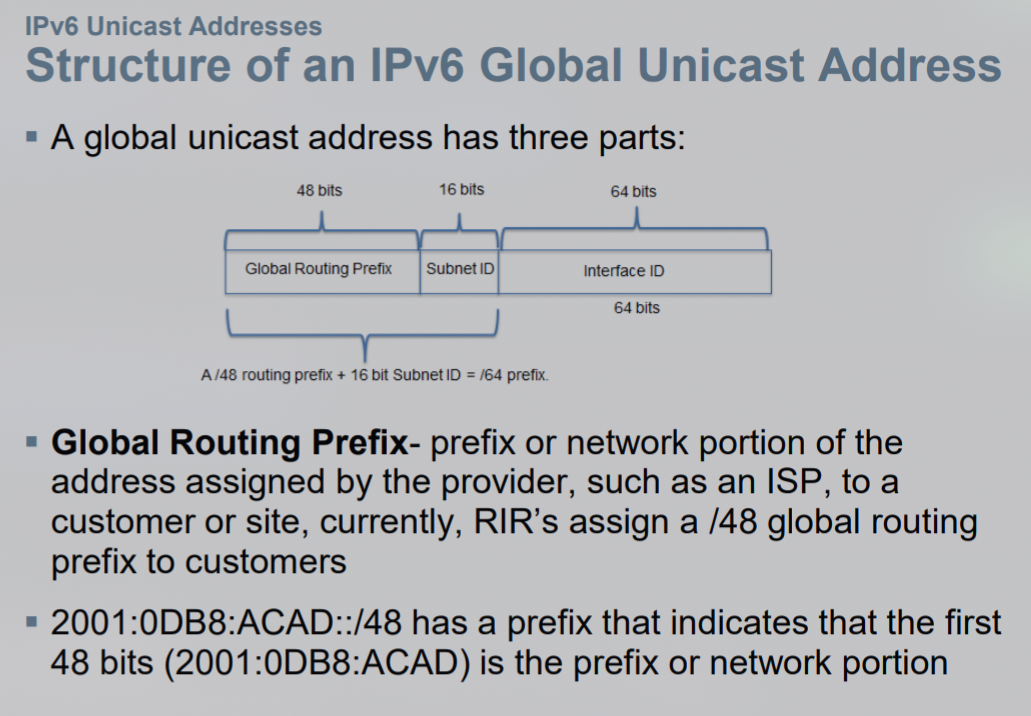 IPv6 Unicast Addresses
Structure of an IPv6 Global Unicast Address
▪ A global unicast address has three parts:
48 bits 16 bits 64 bits
Global Routing Prefix Subnet ID Interface ID
64 bits
A /48 routing prefix + 16 bit Subnet ID = /64 prefix.
▪ Global Routing Prefix- prefix or network portion of the
address assigned by the provider, such as an ISP, to a
customer or site, currently, RIR’s assign a /48 global routing
prefix to customers
▪ 2001:0DB8:ACAD::/48 has a prefix that indicates that the first
48 bits (2001:0DB8:ACAD) is the prefix or network portion